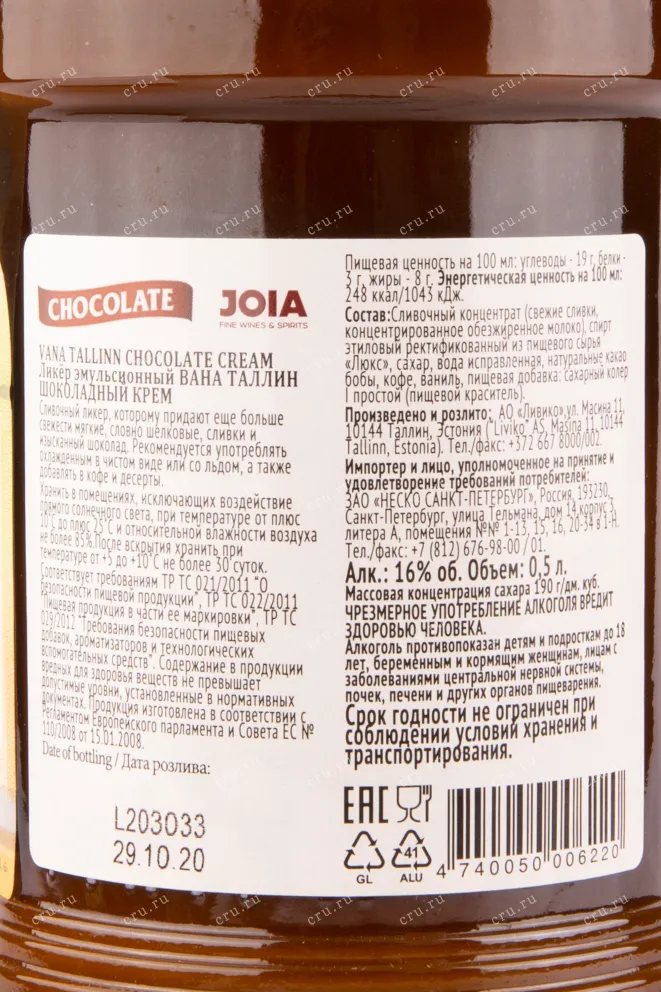 CHOCOLATE
JOIA
FINE WINES & SPIRITS
VANA TALLINN CHOCOLATE CREAM
Ликёр эмульсионный ВАНА ТАЛЛИН
ШОКОЛАДНЫЙ КРЕМ
Сливочный ликер, которому придают еще больше
свежести мягкие, словно шелковые, сливки и
изысканный шоколад. Рекомендуется употреблять
охлажденным в чистом виде или со льдом, а также
добавлять в кофе и десерты.
Хранить в помещениях, исключающих воздействие
прямого солнечного света, при температуре от плюс
10°С до плюс 25°С и относительной влажности воздуха
не более 85%.После вскрытия хранить при
температуре от +5 до +10°С не более 30 суток.
Соответствует требованиям ТР ТС 021/2011 "О
безопасности пищевой продукции", ТР ТС 022/2011
"Пищевая продукция в части ее маркировки", ТР ТС
029/2012 "Требования безопасности пищевых
добавок, ароматизаторов и технологических
вспомогательных средств". Содержание в продукции
вредных для здоровья веществ не превышает
допустимые уровни, установленные в нормативных
документах. Продукция изготовлена в соответствии с
Регламентом Европейского парламента и Совета ЕС №
110/2008 от 15.01.2008.
Date of bottling / Дата розлива:
L203033
29.10.20
Пищевая ценность на 100 мл: углеводы - 19 г, белки -
3 г, жиры - 8 г. Энергетическая ценность на 100 мл:
248 ккал/1043 кДж.
Состав:Сливочный концентрат (свежие сливки,
концентрированное обезжиренное молоко), спирт
этиловый ректификованный из пищевого сырья
«Люкс», сахар, вода исправленная, натуральные какао
бобы, кофе, ваниль, пищевая добавка: сахарный колер
I простой (пищевой краситель).
Произведено и розлито: АО «Ливико»,ул. Масина 11,
10144 Таллин, Эстония ("Liviko" AS, Masina 11, 10144
Tallinn, Estonia). Тел./факс: +372 667 8000/002.
Импортер и лицо, уполномоченное на принятие и
удовлетворение требований потребителей:
ЗАО «НЕСКО САНКТ-ПЕТЕРБУРГ», Россия, 193230,
Санкт-Петербург, улица Тельмана, дом 14,корпус 3,
литера А, помещения №№ 1-13, 15, 16, 20-34 в 1-Н.
Тел./факс: +7 (812) 676-98-00 / 01.
Алк.: 16% об. Объем: 0,5 л.
Массовая концентрация сахара 190 г/дм. куб.
ЧРЕЗМЕРНОЕ УПОТРЕБЛЕНИЕ АЛКОГОЛЯ ВРЕДИТ
ЗДОРОВЬЮ ЧЕЛОВЕКА.
Алкоголь противопоказан детям и подросткам до 18
лет, беременным и кормящим женщинам, лицам с
заболеваниями центральной нервной системы,
почек, печени и других органов пищеварения.
Срок годности не ограничен при
соблюдении условий хранения и
транспортирования.
EAC
GL
41
ALU
4 740050 006220
cru.ru